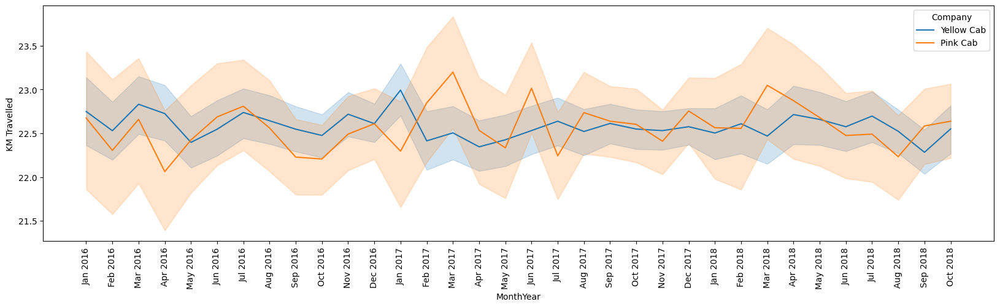 Company
Yellow Cab
Pink Cab
KM Travelled
23.5
23.0
22.5
22.0
21.5
Jan 2016
Feb 2016
Mar 2016
Apr 2016
May 2016
Jun 2016
Jul 2016
Aug 2016
Sep 2016
Oct 2016
Nov 2016
Dec 2016
Jan 2017
Feb 2017
Mar 2017
Apr 2017
May 2017
Jun 2017
Jul 2017
Aug 2017
Sep 2017
Oct 2017
Nov 2017
Dec 2017
Jan 2018
Feb 2018
Mar 2018
Apr 2018
May 2018
Jun 2018
Jul 2018
Aug 2018
Sep 2018
Oct 2018
MonthYear